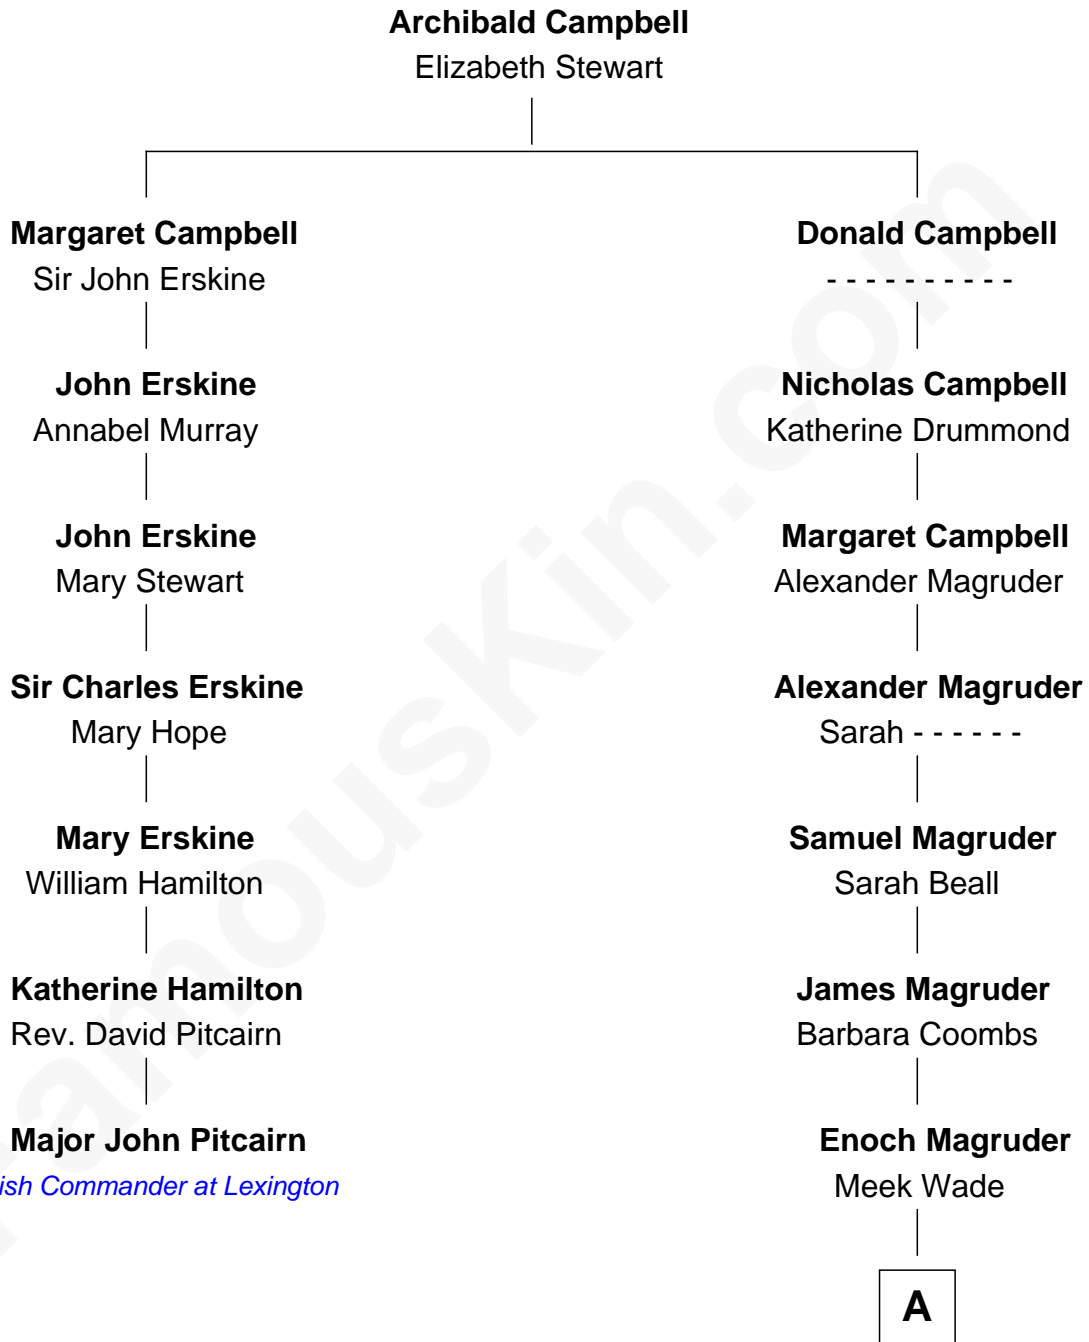 Archibald Campbell
Elizabeth Stewart
Margaret Campbell
Sir John Erskine
Donald Campbell
- - - - - - - - - -
John Erskine
Annabel Murray
Nicholas Campbell
Katherine Drummond
John Erskine
Mary Stewart
Margaret Campbell
Alexander Magruder
Sir Charles Erskine
Mary Hope
Alexander Magruder
Sarah - - - - - -
Mary Erskine
William Hamilton
Samuel Magruder
Sarah Beall
Katherine Hamilton
Rev. David Pitcairn
James Magruder
Barbara Coombs
Major John Pitcairn
ish Commander at Lexington
Enoch Magruder
Meek Wade
A
FamousKin.com